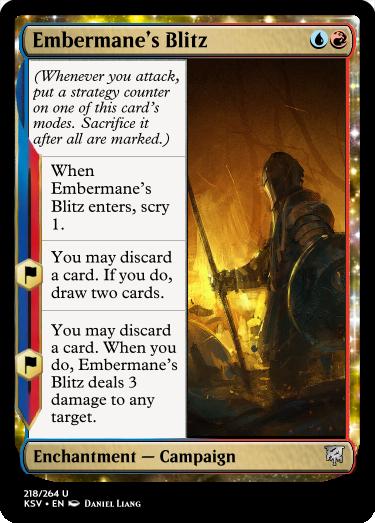 Embermane's Blitz
(Whenever you attack,
put a strategy counter
on one of this card's
modes. Sacrifice it
after all are marked.)
When
Embermane's
Blitz enters, scry
1.
You may discard
a card. If you do,
draw two cards.
You may discard
a card. When you
do, Embermane's
Blitz deals 3
damage to any
target.
Enchantment — Campaign
218/264 U
KSV • EN Daniel Liang